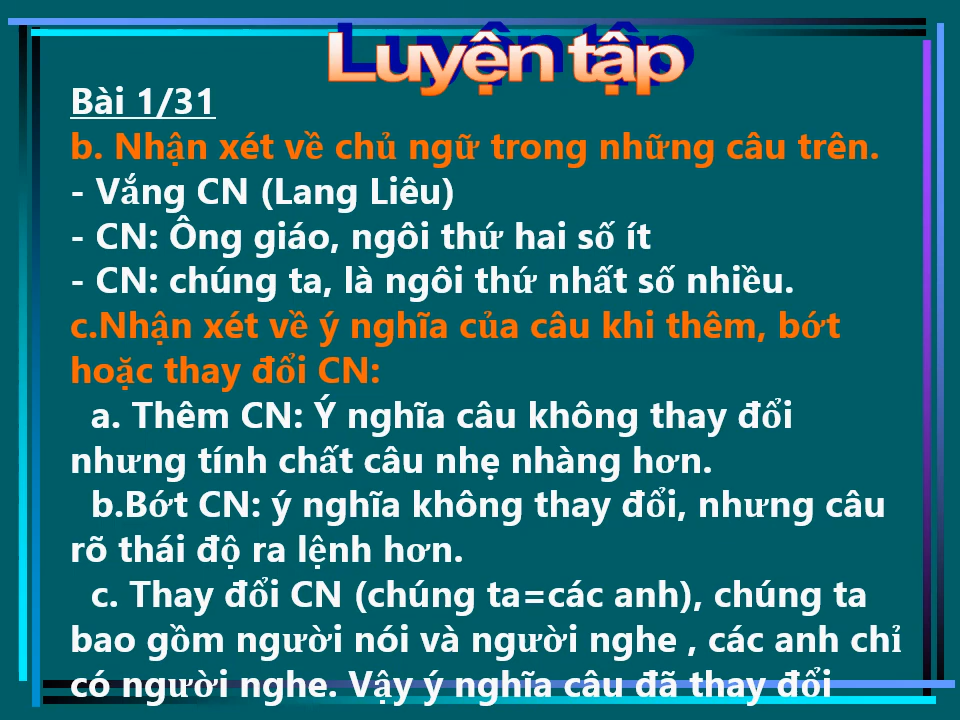 Luyện tập
Bài 1/31
b. Nhận xét về chủ ngữ trong những câu trên.
- Vắng CN (Lang Liêu)
- CN: Ông giáo, ngôi thứ hai số ít
- CN: chúng ta, là ngôi thứ nhất số nhiều.
c.Nhận xét về ý nghĩa của câu khi thêm, bớt
hoặc thay đổi CN:
a. Thêm CN: Ý nghĩa câu không thay đổi
nhưng tính chất câu nhẹ nhàng hơn.
b.Bớt CN: ý nghĩa không thay đổi, nhưng câu
rõ thái độ ra lệnh hơn.
c. Thay đổi CN (chúng ta=các anh), chúng ta
bao gồm người nói và người nghe , các anh chỉ
có người nghe. Vậy ý nghĩa câu đã thay đổi